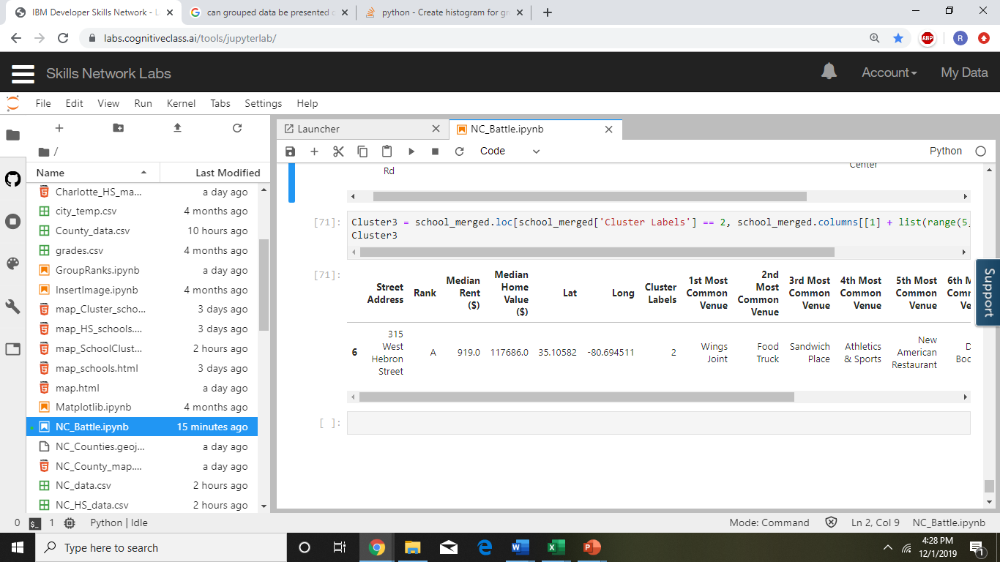 IBM Developer Skills Network - L
can grouped data be presented
python - Create histogram for gr
labs.cognitiveclass.ai/tools/jupyterlab/
ABP
R
Skills Network Labs
Account
My Data
File Edit View Run Kernel Tabs Settings Help
/
Name Last Modified
Charlotte_HS_ma... a day ago
city_temp.csv 4 months ago
County_data.csv 10 hours ago
grades.csv 4 months ago
GroupRanks.ipynb a day ago
InsertImage.ipynb 4 months ago
map_Cluster_scho... 3 days ago
map_HS_schools.... 3 days ago
map_SchoolClust... 2 hours ago
map_schools.html 3 days ago
map.html a day ago
Matplotlib.ipynb 4 months ago
NC_Battle.ipynb 15 minutes ago
NC_Counties.geoj... a day ago
NC_County_map.... a day ago
NC_data.csv 2 hours ago
NC_HS_data.csv 2 hours ago
Launcher
NC_Battle.ipynb
Code
Python
Rd
Center
[71]:
Cluster3 = school_merged.loc[school_merged['Cluster Labels'] == 2, school_merged.columns[[1] + list(range(5,
Cluster3
[71]:
Street Address Rank Median Rent ($) Median Home Value ($) Lat Long Cluster Labels 1st Most Common Venue 2nd Most Common Venue 3rd Most Common Venue 4th Most Common Venue 5th Most Common Venue 6th M
6 315 West Hebron Street A 919.0 117686.0 35.10582 -80.694511 2 Wings Joint Food Truck Sandwich Place Athletics & Sports New American Restaurant
[ ]:
Support
0 1 Python | Idle
Mode: Command Ln 2, Col 9 NC_Battle.ipynb
Type here to search
4:28 PM
12/1/2019
1